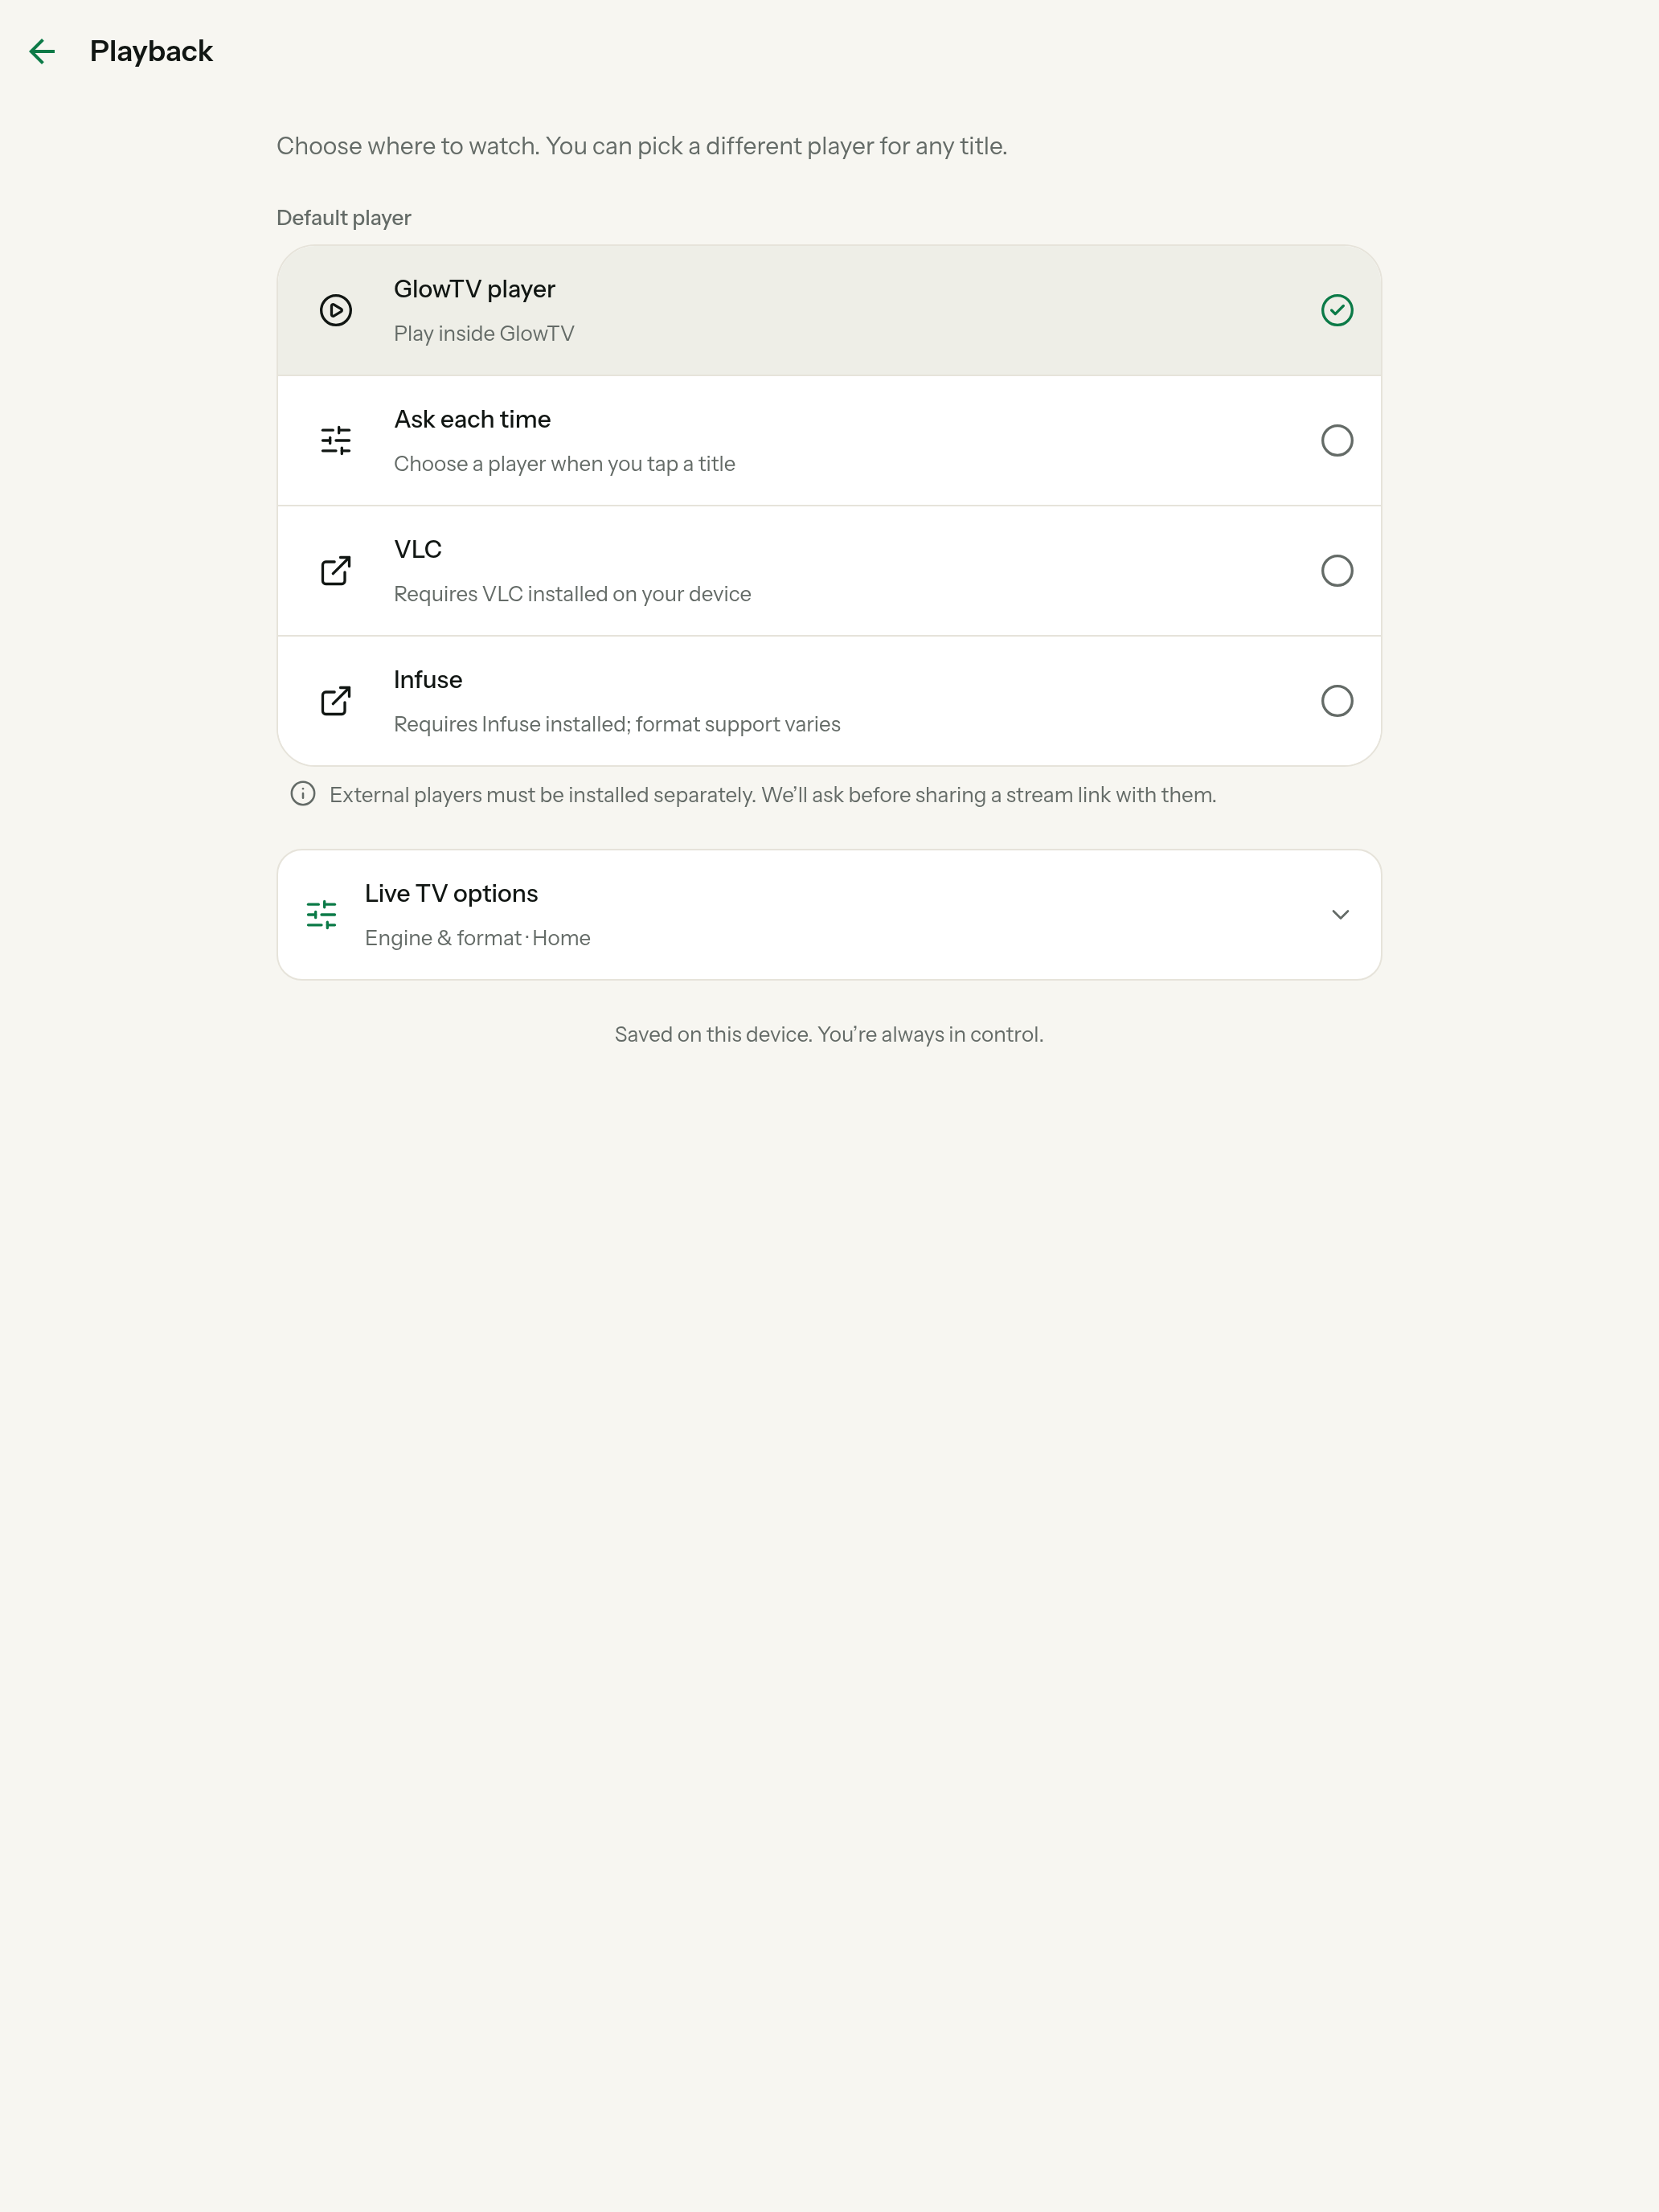 Playback
Choose where to watch. You can pick a different player for any title.
Default player
GlowTV player
Play inside GlowTV
Ask each time
Choose a player when you tap a title
VLC
Requires VLC installed on your device
Infuse
Requires Infuse installed; format support varies
External players must be installed separately. We’ll ask before sharing a stream link with them.
Live TV options
Engine & format · Home
Saved on this device. You’re always in control.